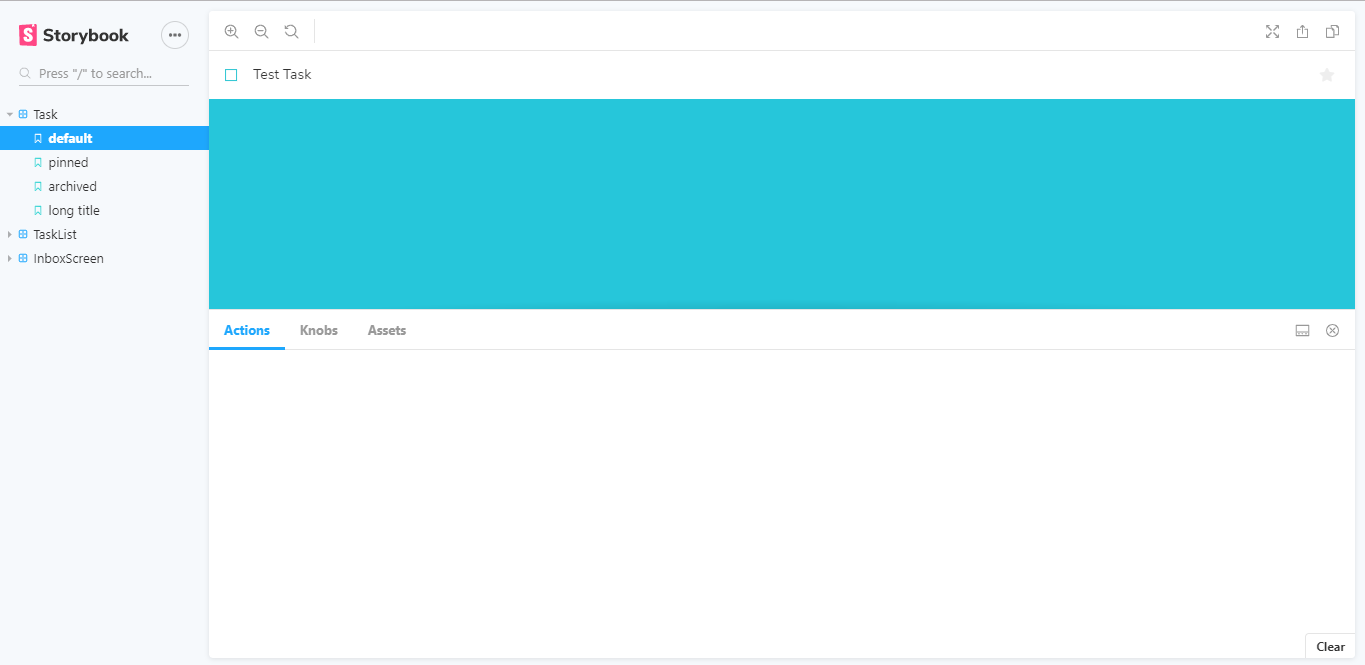 Storybook
Press "/" to search...
Task
default
pinned
archived
long title
TaskList
InboxScreen
Test Task
Actions Knobs Assets
Clear